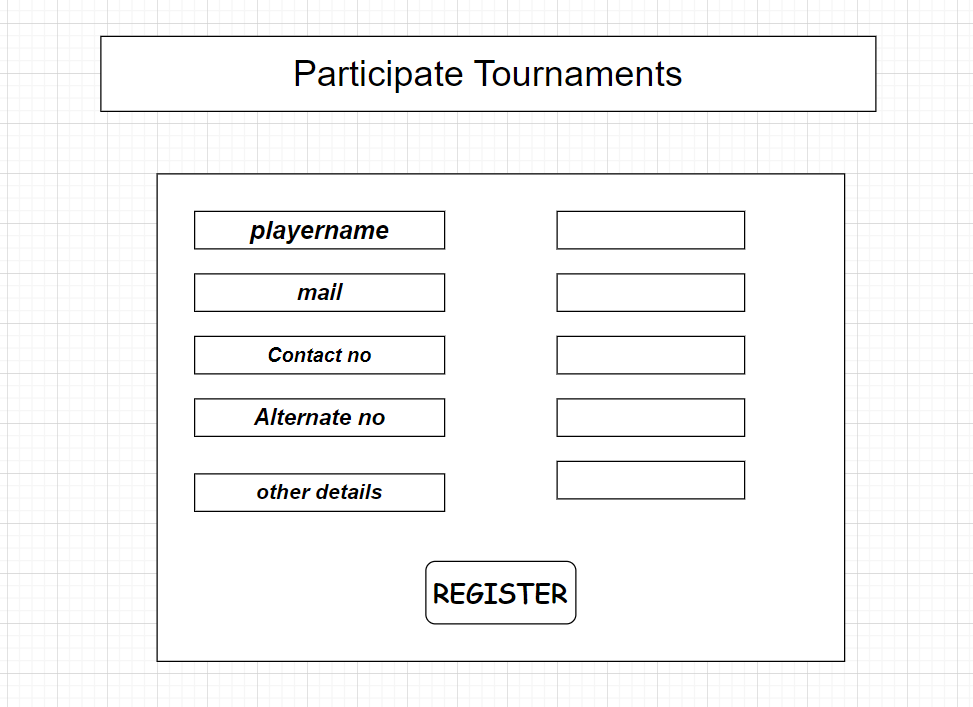 Participate Tournaments
playername
mail
Contact no
Alternate no
other details
REGISTER